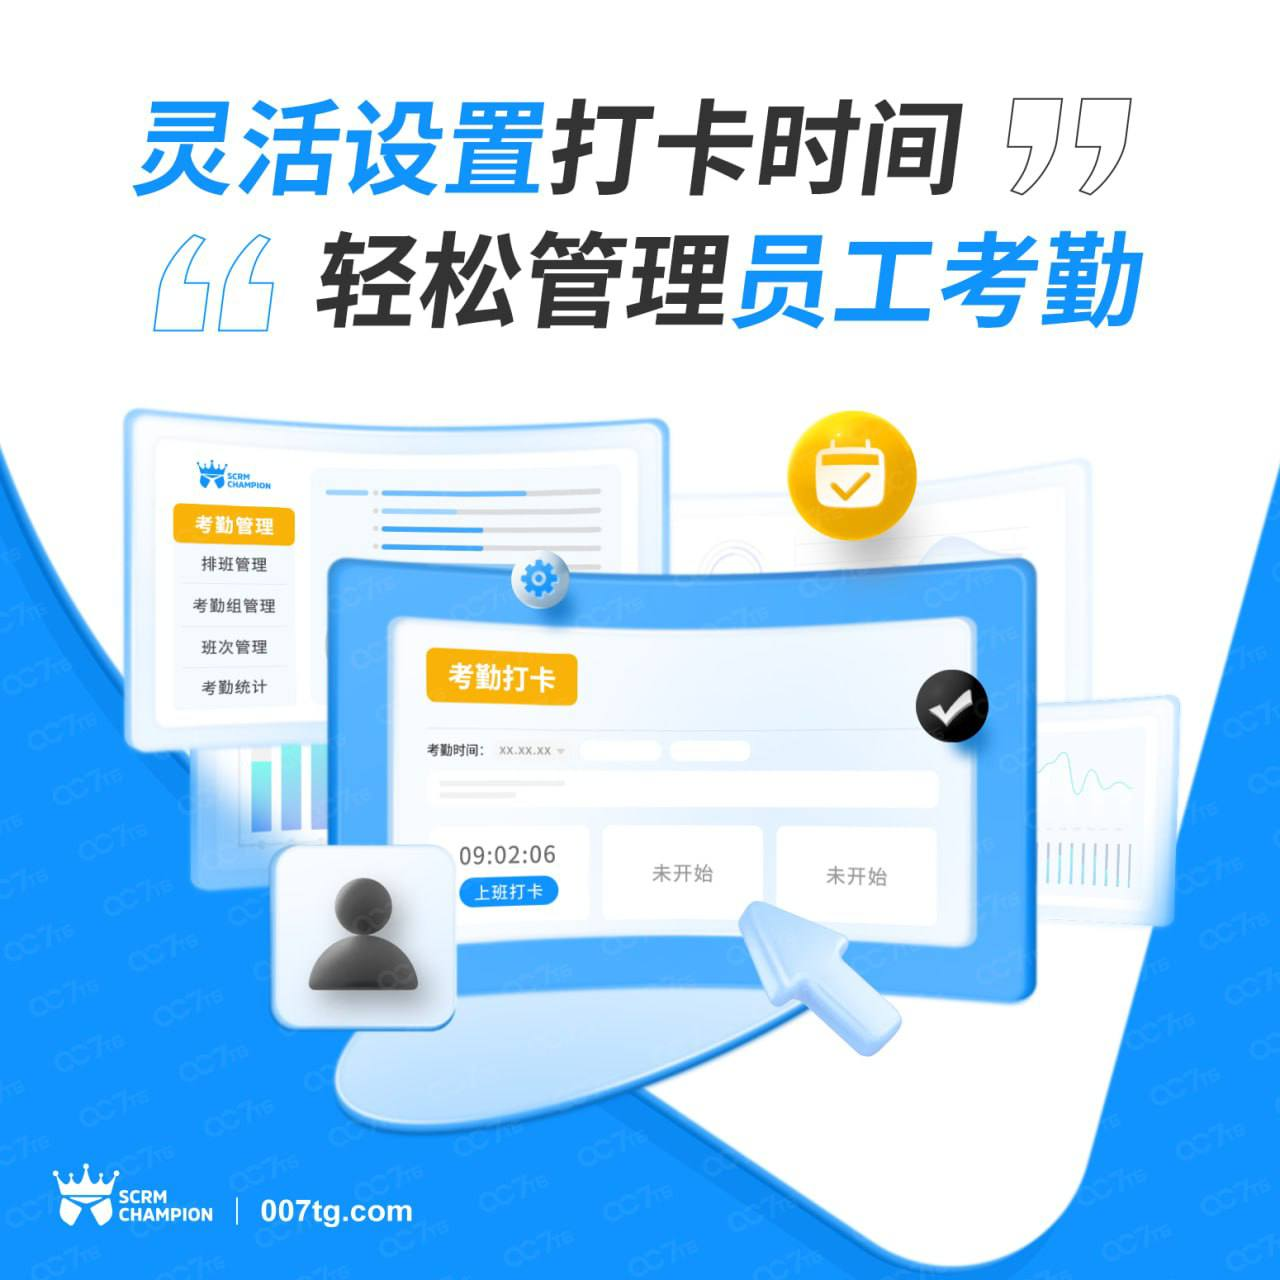 灵活设置打卡时间
轻松管理员工考勤
SCRM
CHAMPION
考勤管理
排班管理
考勤组管理
班次管理
考勤统计
考勤打卡
考勤时间: XX.XX.XX
09:02:06
上班打卡
未开始
未开始
SCRM
CHAMPION
007tg.com